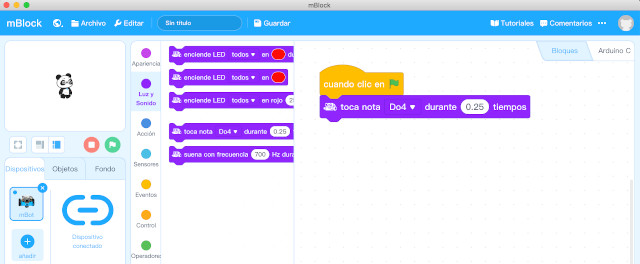 mBlock
mBlock
Archivo
Editar
Sin título
Guardar
Tutoriales
Comentarios
Apariencia
Luz y Sonido
Acción
Sensores
Eventos
Control
Operadore
enciende LED todos en
enciende LED todos en
enciende LED todos en rojo
toca nota Do4 durante 0.25
suena con frecuencia 700 Hz dur
Bloques
Arduino C
cuando clic en
toca nota Do4 durante 0.25 tiempos
Dispositivos
Objetos
Fondo
mBot
añadir
Dispositivo conectado